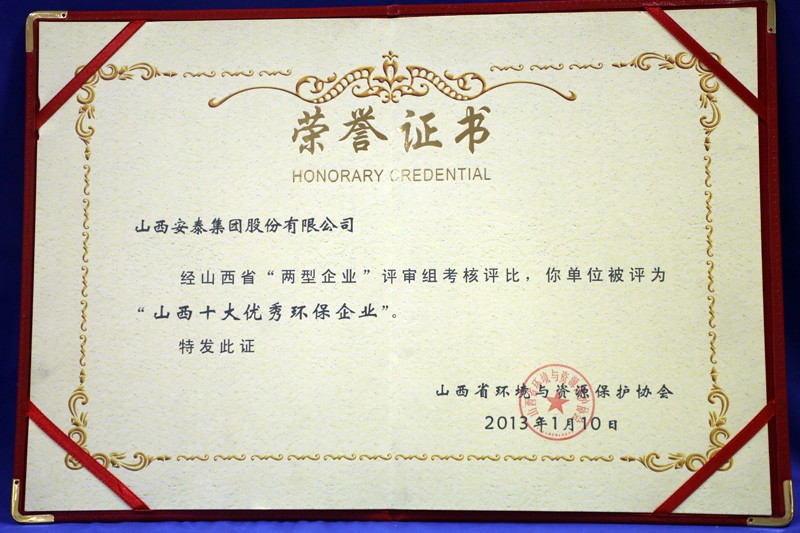 荣誉证书
HONORARY CREDENTIAL
山西安泰集团股份有限公司
经山西省“两型企业”评审组考核评比，你单位被评为
“山西十大优秀环保企业”。
特发此证
山西省环境与资源保护协会
2013年1月10日